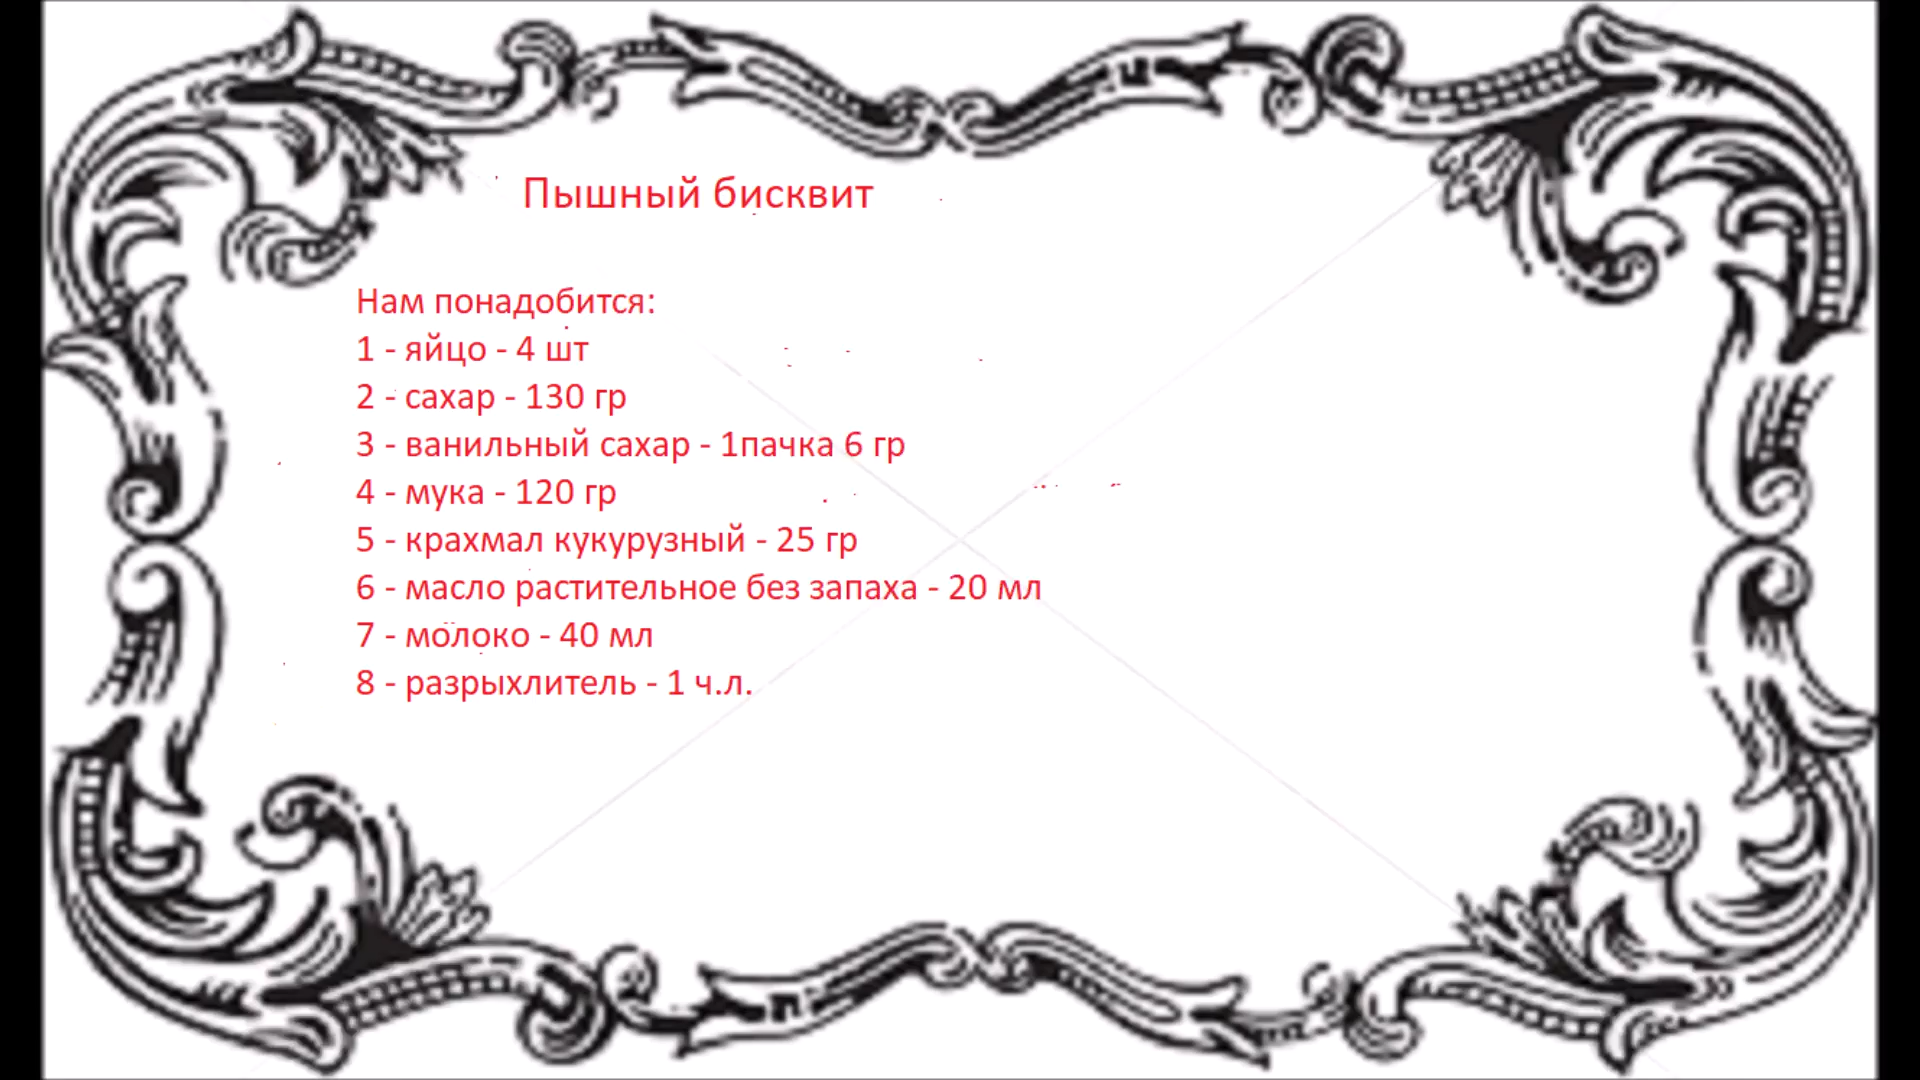 Пышный бисквит
Нам понадобится:
1 - яйцо - 4 шт
2 - сахар - 130 гр
3 - ванильный сахар - 1пачка 6 гр
4 - мука - 120 гр
5 - крахмал кукурузный - 25 гр
6 - масло растительное без запаха - 20 мл
7 - молоко - 40 мл
8 - разрыхлитель - 1 ч.л.